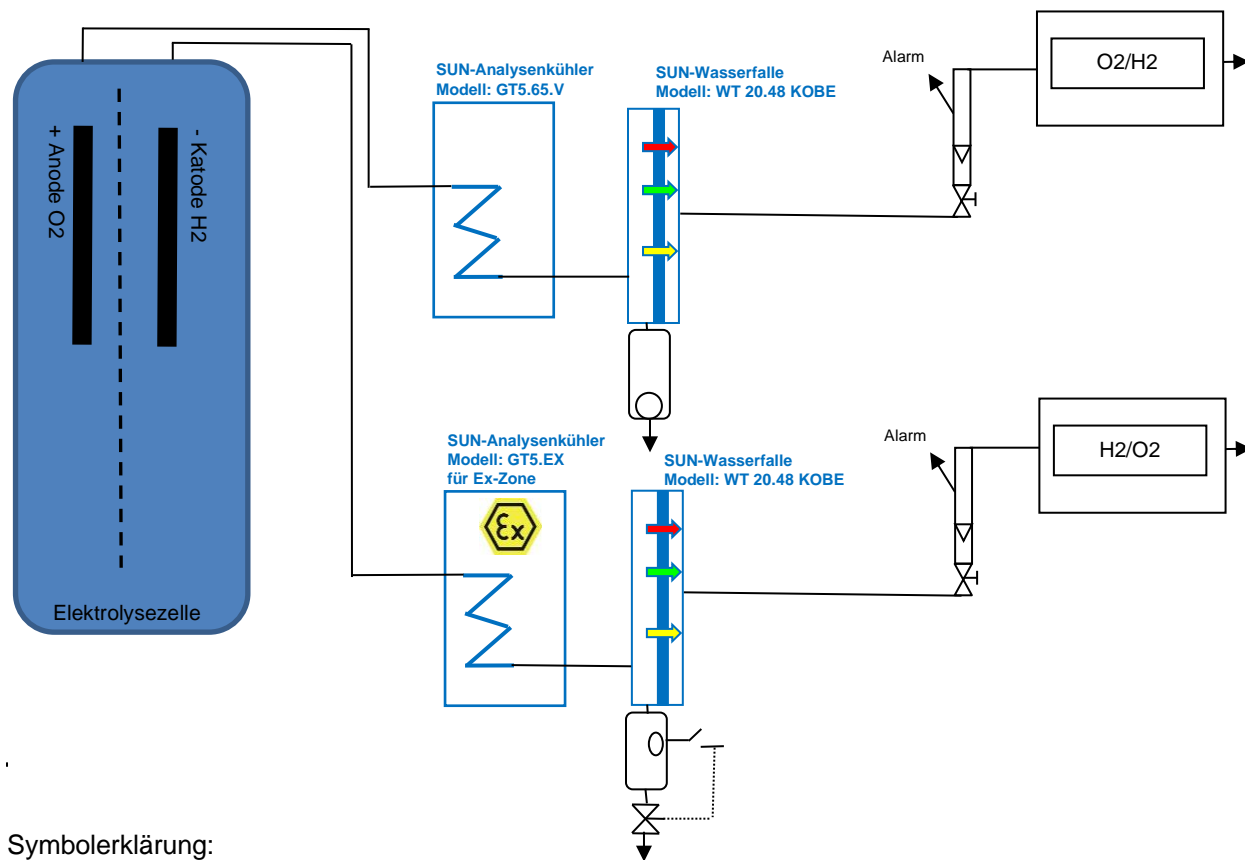 + Anode O2
- Katode H2
Elektrolysezelle
SUN-Analysenkühler
Modell: GT5.65.V
SUN-Wasserfalle
Modell: WT 20.48 KOBE
Alarm
O2/H2
SUN-Analysenkühler
Modell: GT5.EX
für Ex-Zone
εx
SUN-Wasserfalle
Modell: WT 20.48 KOBE
Alarm
H2/O2
Symbolerklärung: